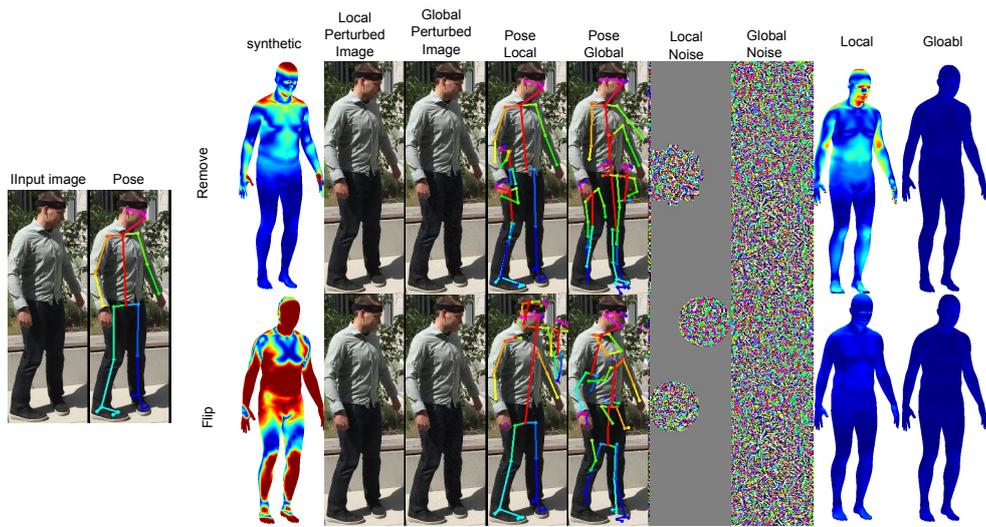 synthetic
Local
Perturbed
Image
Global
Perturbed
Image
Pose
Local
Pose
Global
Local
Noise
Global
Noise
Local
Gloabl
IInput image
Pose
Remove
Flip